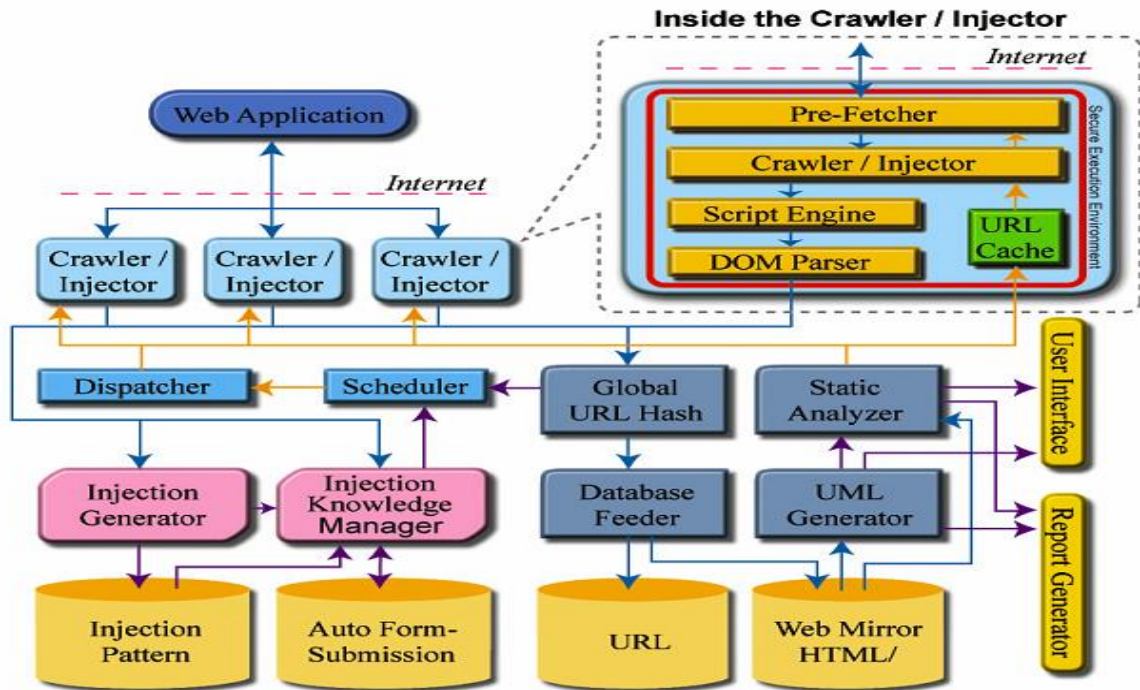 Inside the Crawler / Injector
Internet
Web Application
Pre-Fetcher
Secure Execution Environment
Crawler / Injector
Internet
Script Engine
URL
Cache
DOM Parser
Crawler /
Injector
Crawler /
Injector
Crawler /
Injector
User Interface
Dispatcher
Scheduler
Global
URL Hash
Static
Analyzer
Injection
Generator
Injection
Knowledge
Manager
Database
Feeder
UML
Generator
Report Generator
Injection
Pattern
Auto Form-
Submission
URL
Web Mirror
HTML/